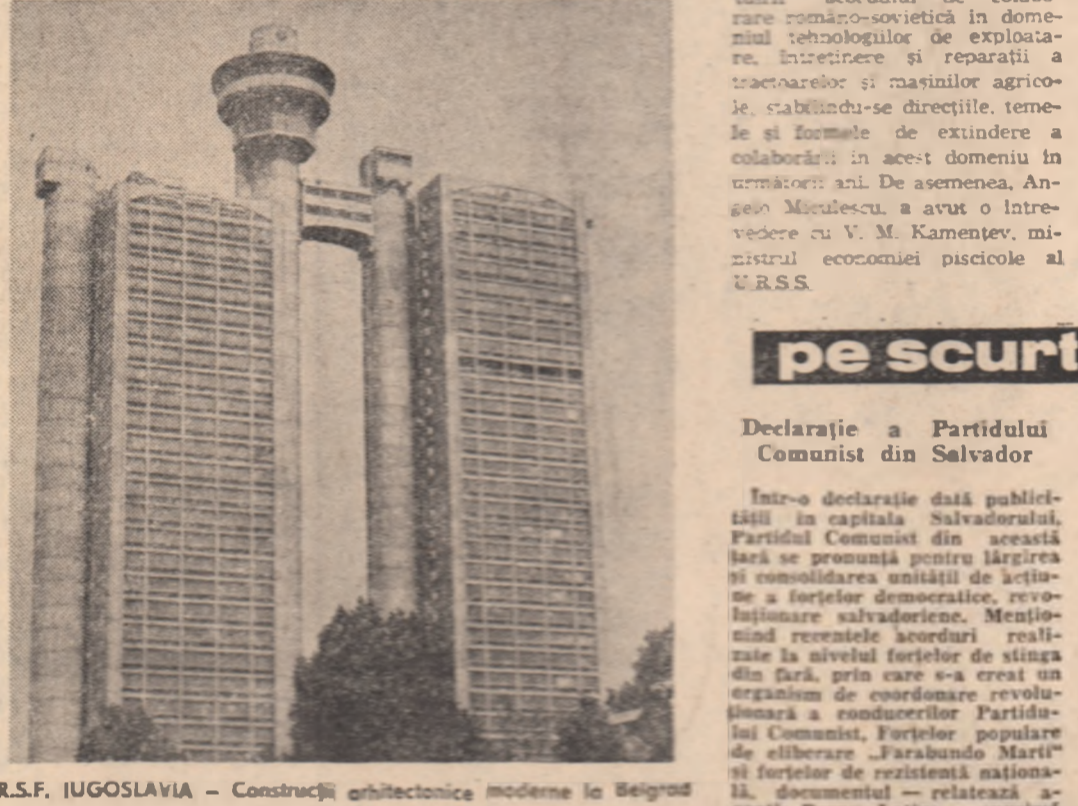 rare româno-sovietică în dome-
niul tehnologiilor de exploata-
re, întreținere și reparații a
tractoarelor și mașinilor agrico-
le, stabilindu-se direcțiile, teme-
le și formele de extindere a
colaborării în acest domeniu în
următorii ani. De asemenea, An-
gelo Miculescu, a avut o între-
vedere cu V. M. Kamențev, mi-
nistrul economiei piscicole al
U.R.S.S.
pe scurt
Declarație a Partidului
Comunist din Salvador
Într-o declarație dată publici-
tății în capitala Salvadorului,
Partidul Comunist din această
țară se pronunță pentru lărgirea
și consolidarea unității de acțiu-
ne a forțelor democratice, revo-
luționare salvadoriene. Mențio-
nind recentele acorduri reali-
zate la nivelul forțelor de stînga
din țară, prin care s-a creat un
organism de coordonare revolu-
ționară a conducerilor Partidu-
lui Comunist, Forțelor populare
de eliberare „Farabundo Marti"
și forțelor de rezistență națion-
lă, documentul — relatează a-
R.S.F. IUGOSLAVIA – Construcții arhitectonice moderne la Belgrad